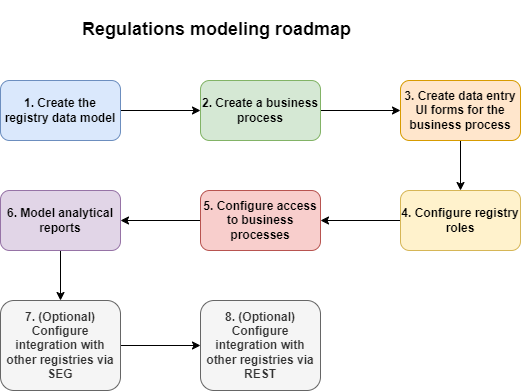 Regulations modeling roadmap
1. Create the
registry data model
2. Create a business
process
3. Create data entry
UI forms for the
business process
4. Configure registry
roles
5. Configure access
to business
processes
6. Model analytical
reports
7. (Optional)
Configure
integration with
other registries via
SEG
8. (Optional)
Configure
integration with
other registries via
REST